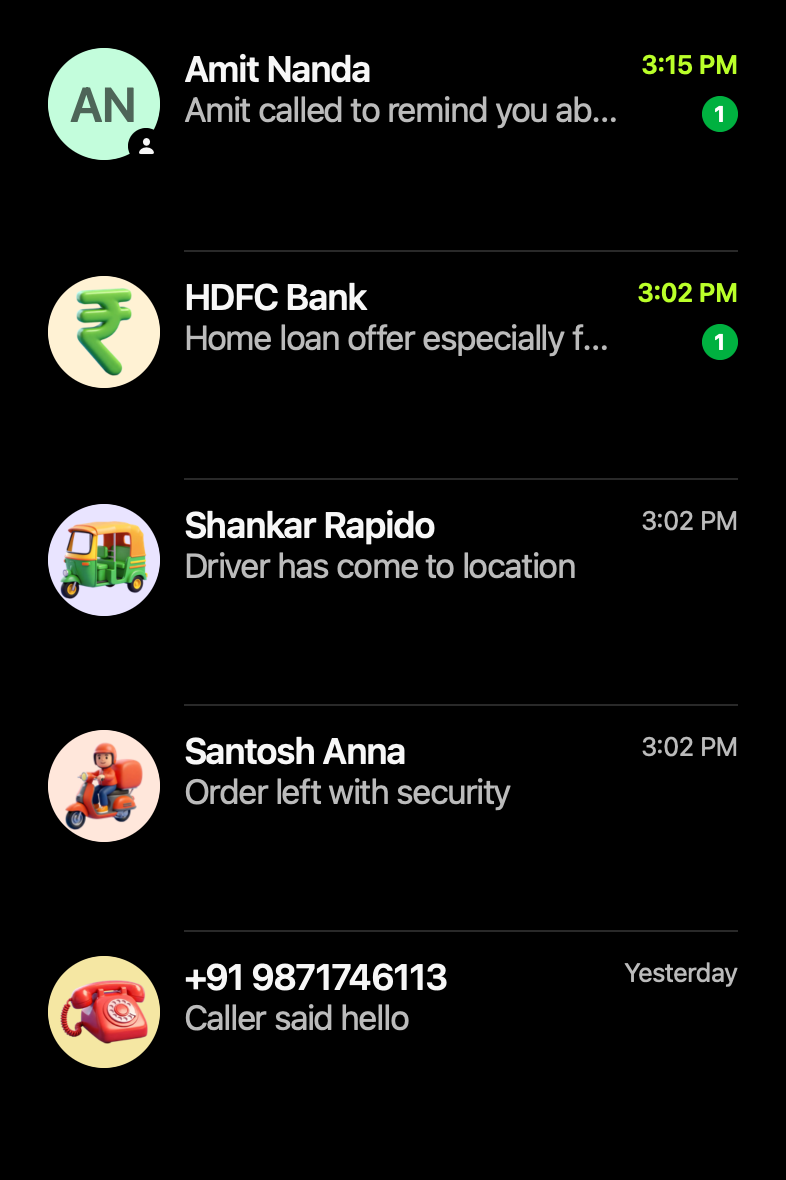 AN
Amit Nanda
3:15 PM
Amit called to remind you ab...
1
HDFC Bank
3:02 PM
Home loan offer especially f...
1
Shankar Rapido
3:02 PM
Driver has come to location
Santosh Anna
3:02 PM
Order left with security
+91 9871746113
Yesterday
Caller said hello